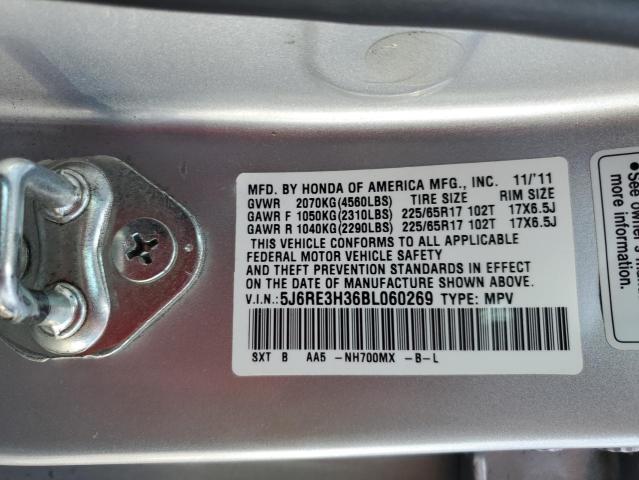 MFD. BY HONDA OF AMERICA MFG., INC. 11/'11
GVWR 2070KG(4560LBS) TIRE SIZE RIM SIZE
GAWR F 1050KG(2310LBS) 225/65R17 102T 17X6.5J
GAWR R 1040KG(2290LBS) 225/65R17 102T 17X6.5J
THIS VEHICLE CONFORMS TO ALL APPLICABLE
FEDERAL MOTOR VEHICLE SAFETY
AND THEFT PREVENTION STANDARDS IN EFFECT
ON THE DATE OF MANUFACTURE SHOWN ABOVE.
V.I.N.:5J6RE3H36BL060269 TYPE: MPV
SXT B AA5 -NH700MX -B-L
•See owner's
more